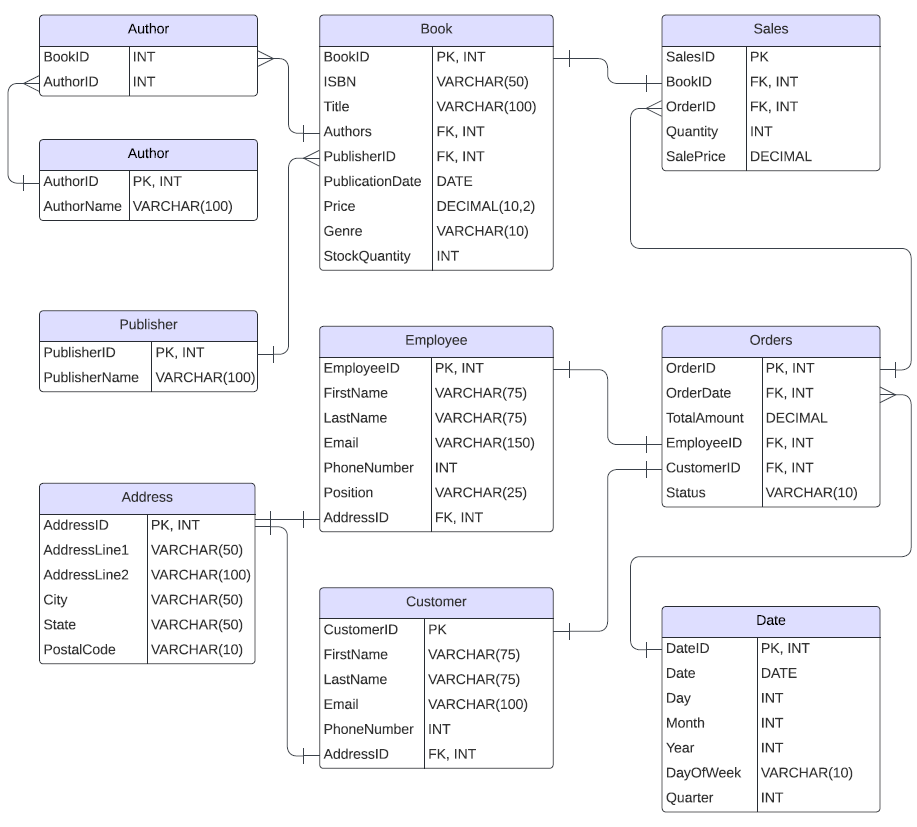 Author
BookID INT
AuthorID INT
Author
AuthorID PK, INT
AuthorName VARCHAR(100)
Publisher
PublisherID PK, INT
PublisherName VARCHAR(100)
Address
AddressID PK, INT
AddressLine1 VARCHAR(50)
AddressLine2 VARCHAR(100)
City VARCHAR(50)
State VARCHAR(50)
PostalCode VARCHAR(10)
Book
BookID PK, INT
ISBN VARCHAR(50)
Title VARCHAR(100)
Authors FK, INT
PublisherID FK, INT
PublicationDate DATE
Price DECIMAL(10,2)
Genre VARCHAR(10)
StockQuantity INT
Employee
EmployeeID PK, INT
FirstName VARCHAR(75)
LastName VARCHAR(75)
Email VARCHAR(150)
PhoneNumber INT
Position VARCHAR(25)
AddressID FK, INT
Customer
CustomerID PK
FirstName VARCHAR(75)
LastName VARCHAR(75)
Email VARCHAR(100)
PhoneNumber INT
AddressID FK, INT
Sales
SalesID PK
BookID FK, INT
OrderID FK, INT
Quantity INT
SalePrice DECIMAL
Orders
OrderID PK, INT
OrderDate FK, INT
TotalAmount DECIMAL
EmployeeID FK, INT
CustomerID FK, INT
Status VARCHAR(10)
Date
DateID PK, INT
Date DATE
Day INT
Month INT
Year INT
DayOfWeek VARCHAR(10)
Quarter INT